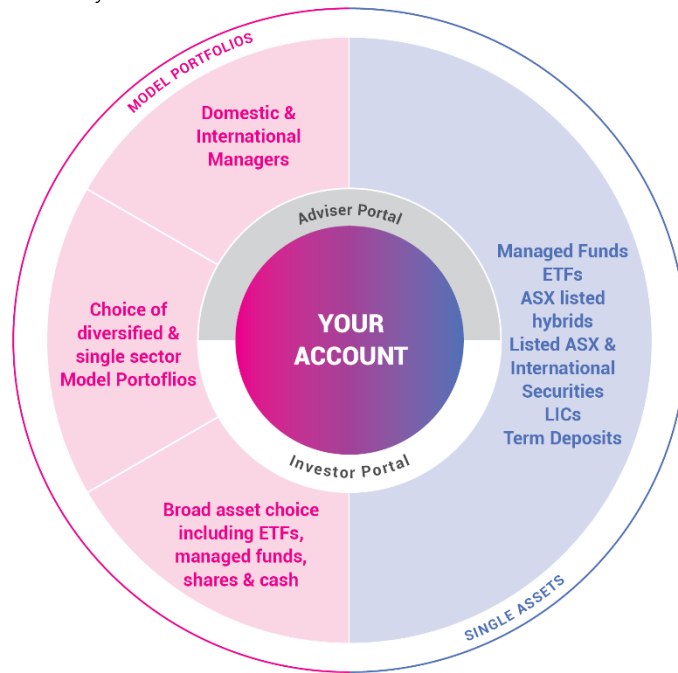 MODEL PORTFOLIOS
Domestic &
International
Managers
Adviser Portal
Choice of
diversified &
single sector
Model Portoflios
YOUR
ACCOUNT
Managed Funds
ETFs
ASX listed
hybrids
Listed ASX &
International
Securities
LICs
Term Deposits
Investor Portal
Broad asset choice
including ETFs,
managed funds,
shares & cash
SINGLE ASSETS